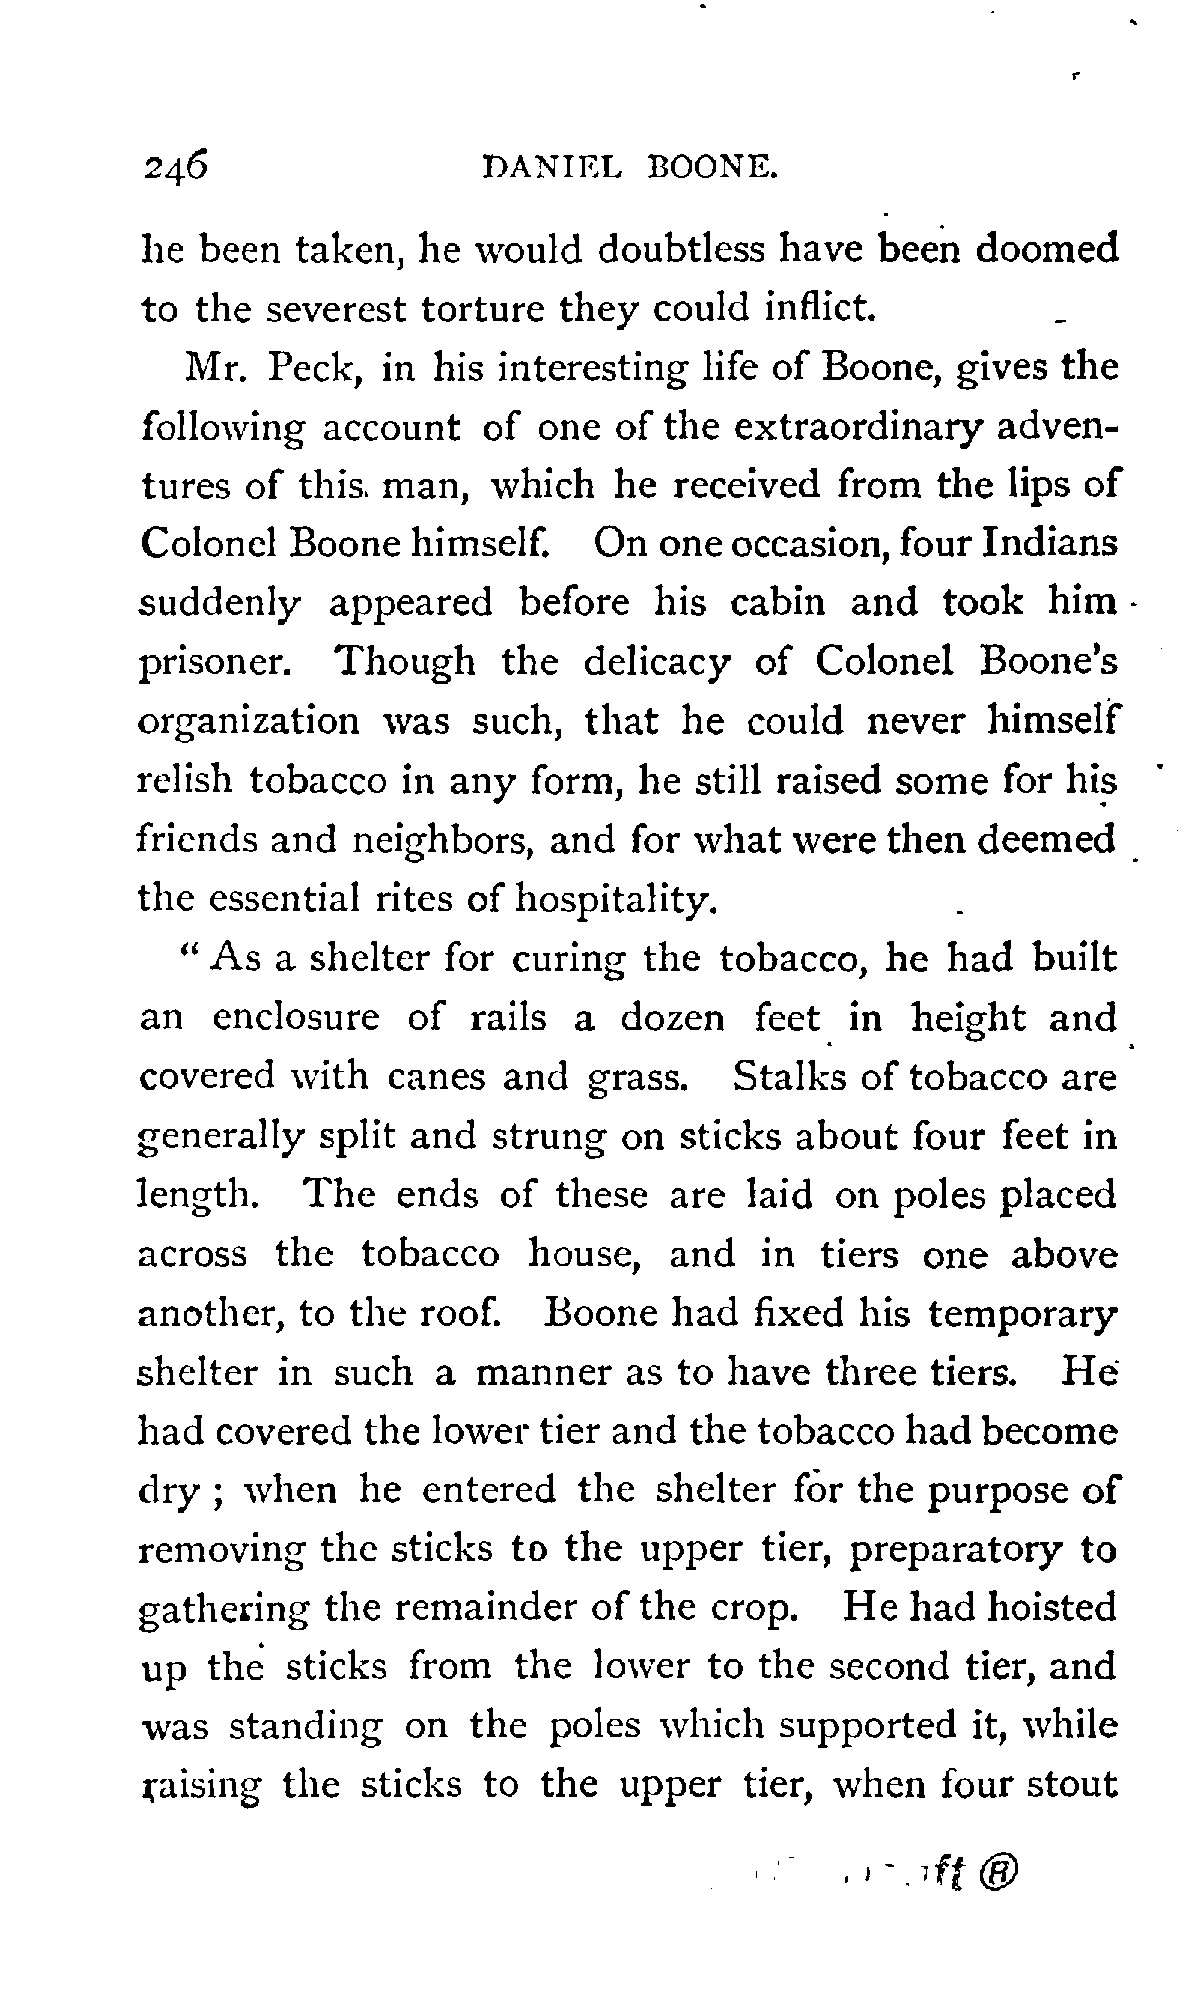 246 DANIEL BOONE.
he been taken, he would doubtless have been doomed
to the severest torture they could inflict.
Mr. Peck, in his interesting life of Boone, gives the
following account of one of the extraordinary adven-
tures of this man, which he received from the lips of
Colonel Boone himself. On one occasion, four Indians
suddenly appeared before his cabin and took him
prisoner. Though the delicacy of Colonel Boone's
organization was such, that he could never himself
relish tobacco in any form, he still raised some for his
friends and neighbors, and for what were then deemed
the essential rites of hospitality.
" As a shelter for curing the tobacco, he had built
an enclosure of rails a dozen feet in height and
covered with canes and grass. Stalks of tobacco are
generally split and strung on sticks about four feet in
length. The ends of these are laid on poles placed
across the tobacco house, and in tiers one above
another, to the roof. Boone had fixed his temporary
shelter in such a manner as to have three tiers. He
had covered the lower tier and the tobacco had become
dry ; when he entered the shelter for the purpose of
removing the sticks to the upper tier, preparatory to
gathering the remainder of the crop. He had hoisted
up the sticks from the lower to the second tier, and
was standing on the poles which supported it, while
raising the sticks to the upper tier, when four stout
®